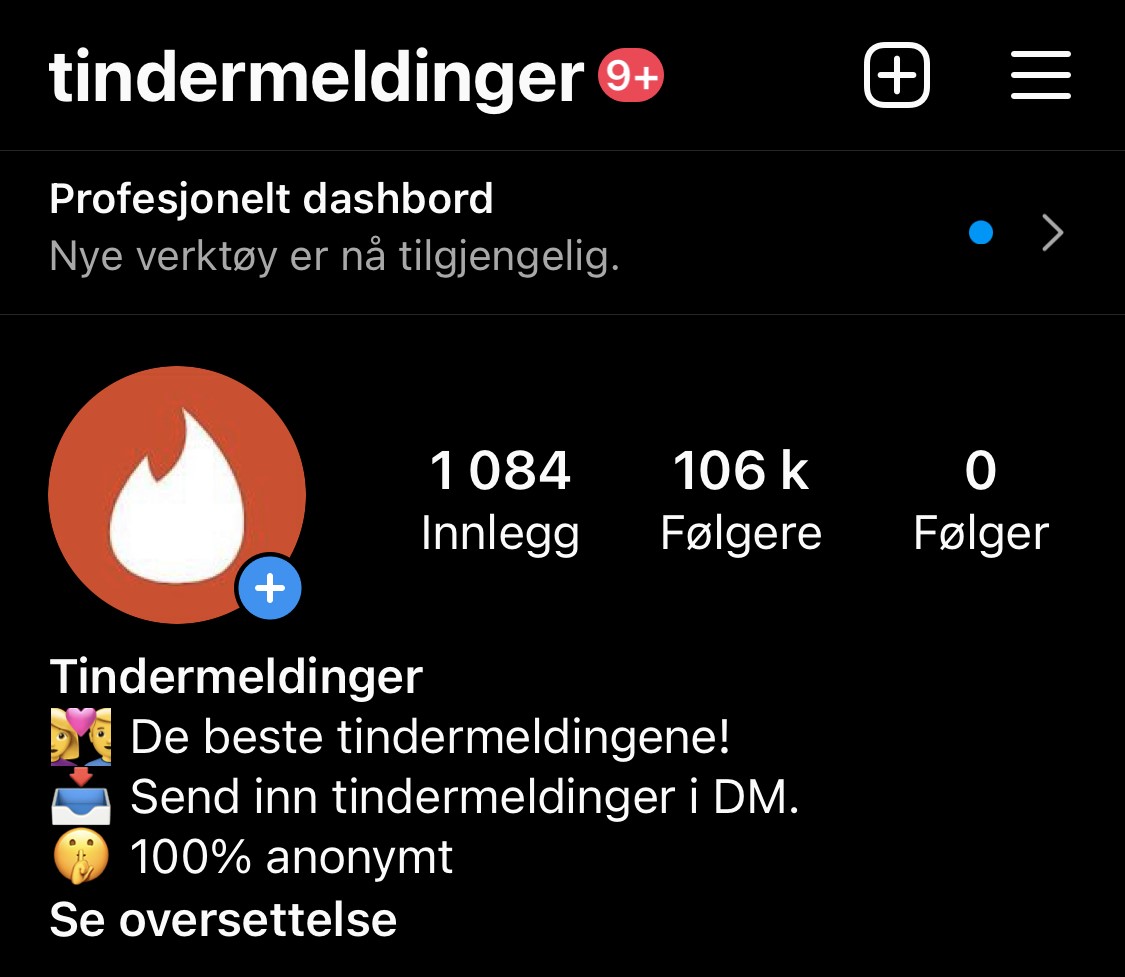 tindermeldinger 9+
Profesjonelt dashbord
Nye verktøy er nå tilgjengelig.
1 084 106 k 0
Innlegg Følgere Følger
Tindermeldinger
👩‍❤️‍👨 De beste tindermeldingene!
📥 Send inn tindermeldinger i DM.
🤫 100% anonymt
Se oversettelse